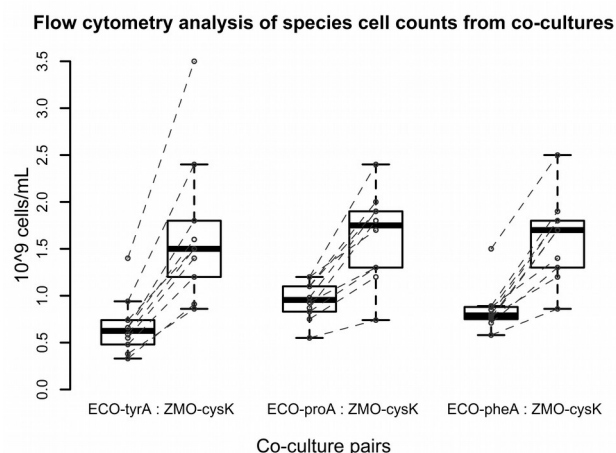 Flow cytometry analysis of species cell counts from co-cultures
10^9 cells/mL
3.5
3.0
2.5
2.0
1.5
1.0
0.5
0.0
ECO-tyrA : ZMO-cysK ECO-proA : ZMO-cysK ECO-pheA : ZMO-cysK
Co-culture pairs